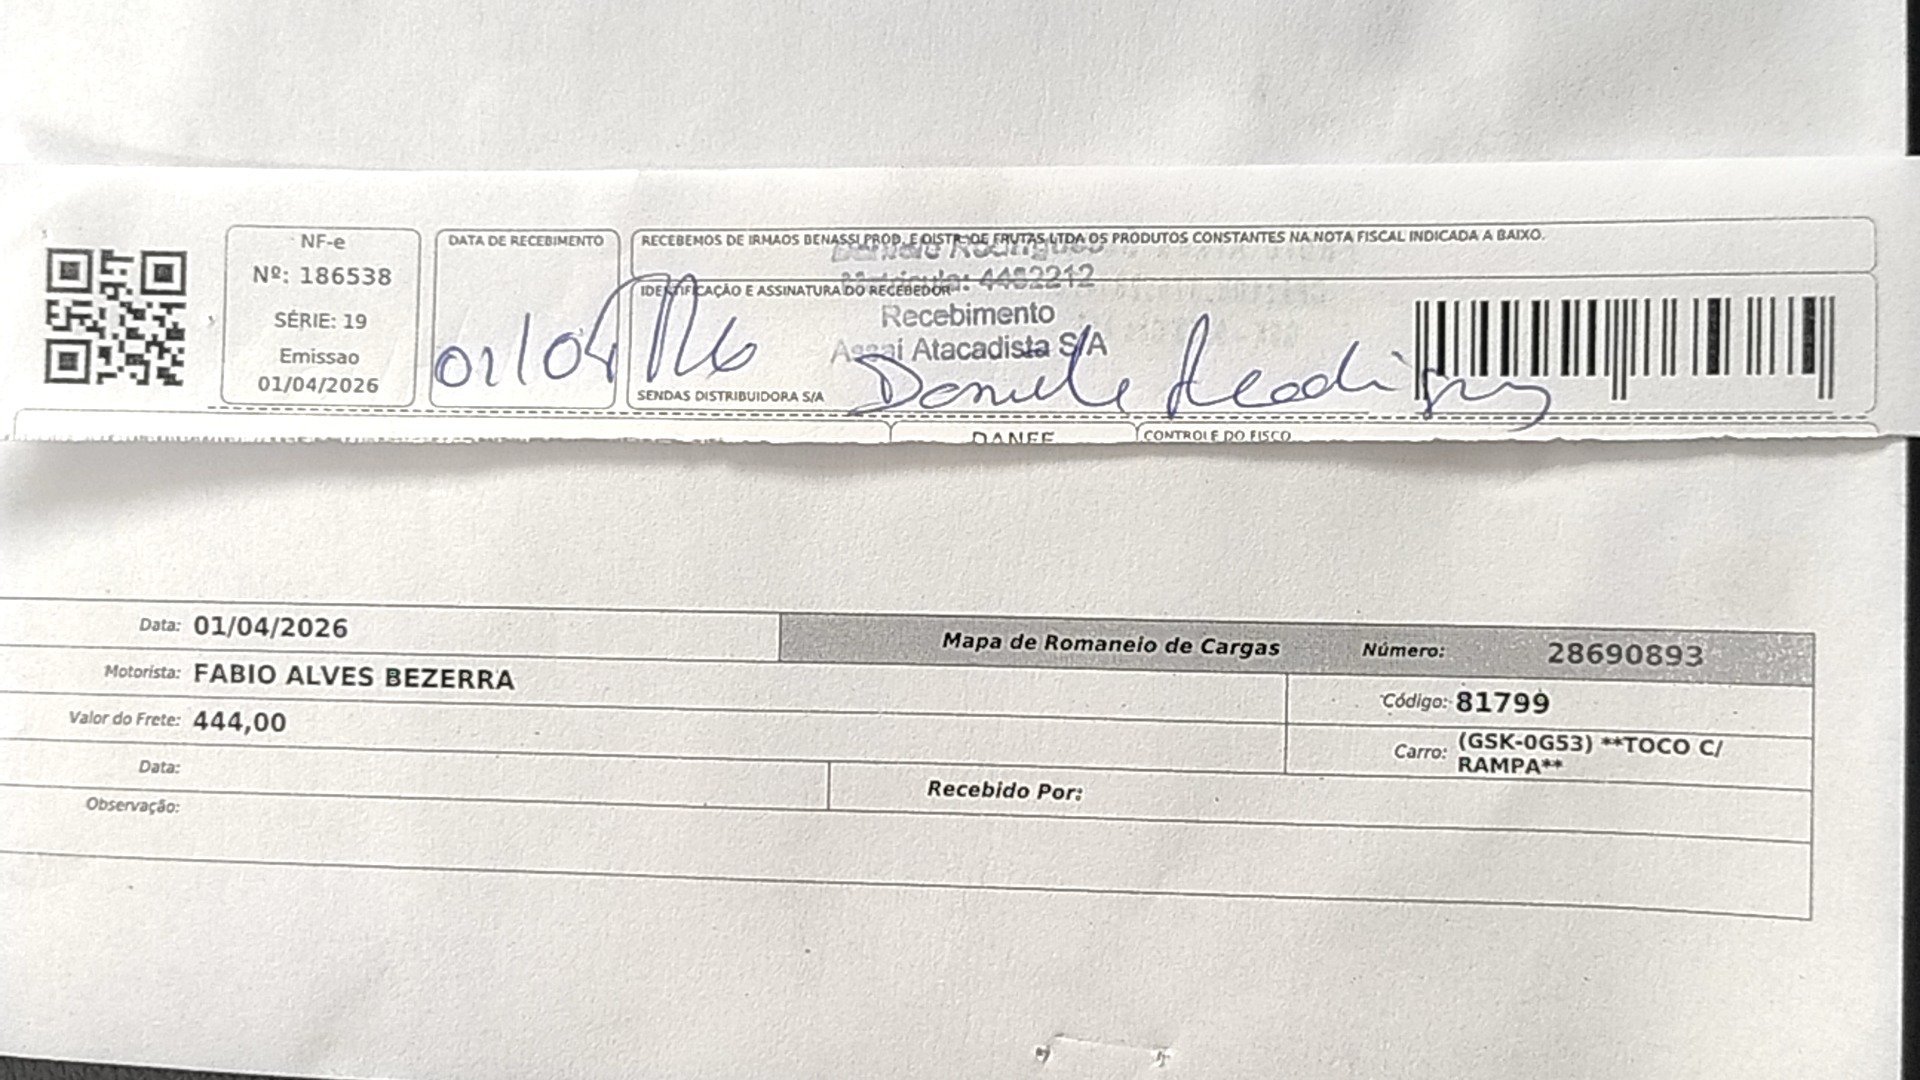 NF-e
Nº: 186538
SÉRIE: 19
Emissao
01/04/2026
DATA DE RECEBIMENTO
RECEBEMOS DE IRMAOS BENASSI PROD. E DISTR. DE FRUTAS LTDA OS PRODUTOS CONSTANTES NA NOTA FISCAL INDICADA A BAIXO.
Rodrigues
4482212
IDENTIFICAÇÃO E ASSINATURA DO RECEBEDOR
Recebimento
Assaí Atacadista S/A
SENDAS DISTRIBUIDORA S/A
DANFE
CONTROLE DO FISCO
Data: 01/04/2026
Mapa de Romaneio de Cargas
Número: 28690893
Motorista: FABIO ALVES BEZERRA
Código: 81799
Valor do Frete: 444,00
Carro: (GSK-0G53) **TOCO C/
RAMPA**
Data:
Recebido Por:
Observação: